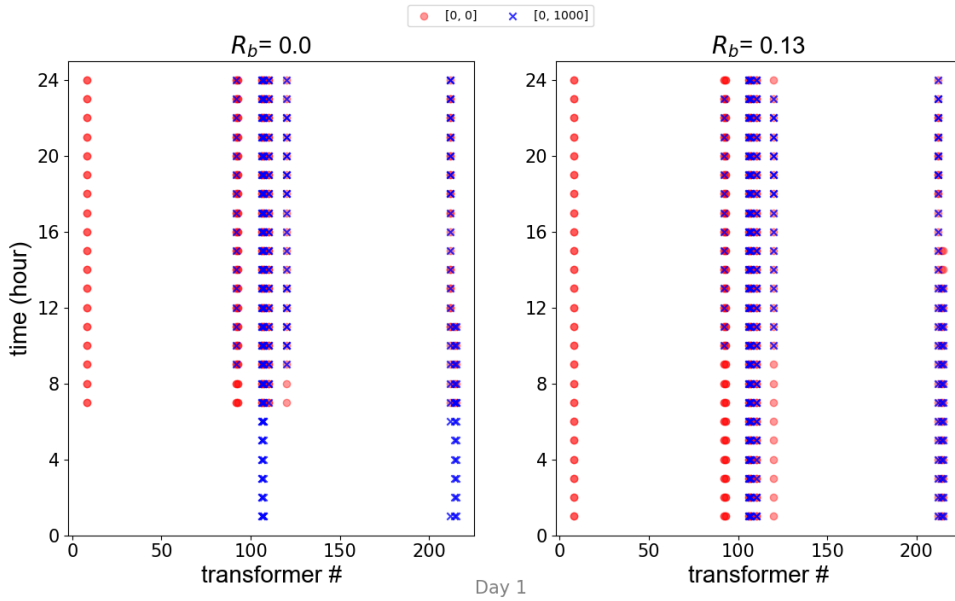 [0, 0] [0, 1000]
R_b= 0.0
R_b= 0.13
time (hour)
24
20
16
12
8
4
0
0 50 100 150 200
transformer #
24
20
16
12
8
4
0
0 50 100 150 200
transformer #
Day 1